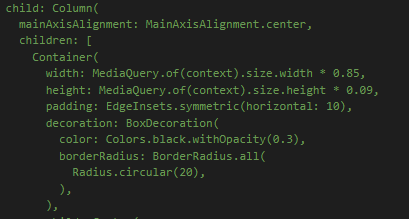 child: Column(
mainAxisAlignment: MainAxisAlignment.center,
children: [
Container(
width: MediaQuery.of(context).size.width * 0.85,
height: MediaQuery.of(context).size.height * 0.09,
padding: EdgeInsets.symmetric(horizontal: 10),
decoration: BoxDecoration(
color: Colors.black.withOpacity(0.3),
borderRadius: BorderRadius.all(
Radius.circular(20),
),
),